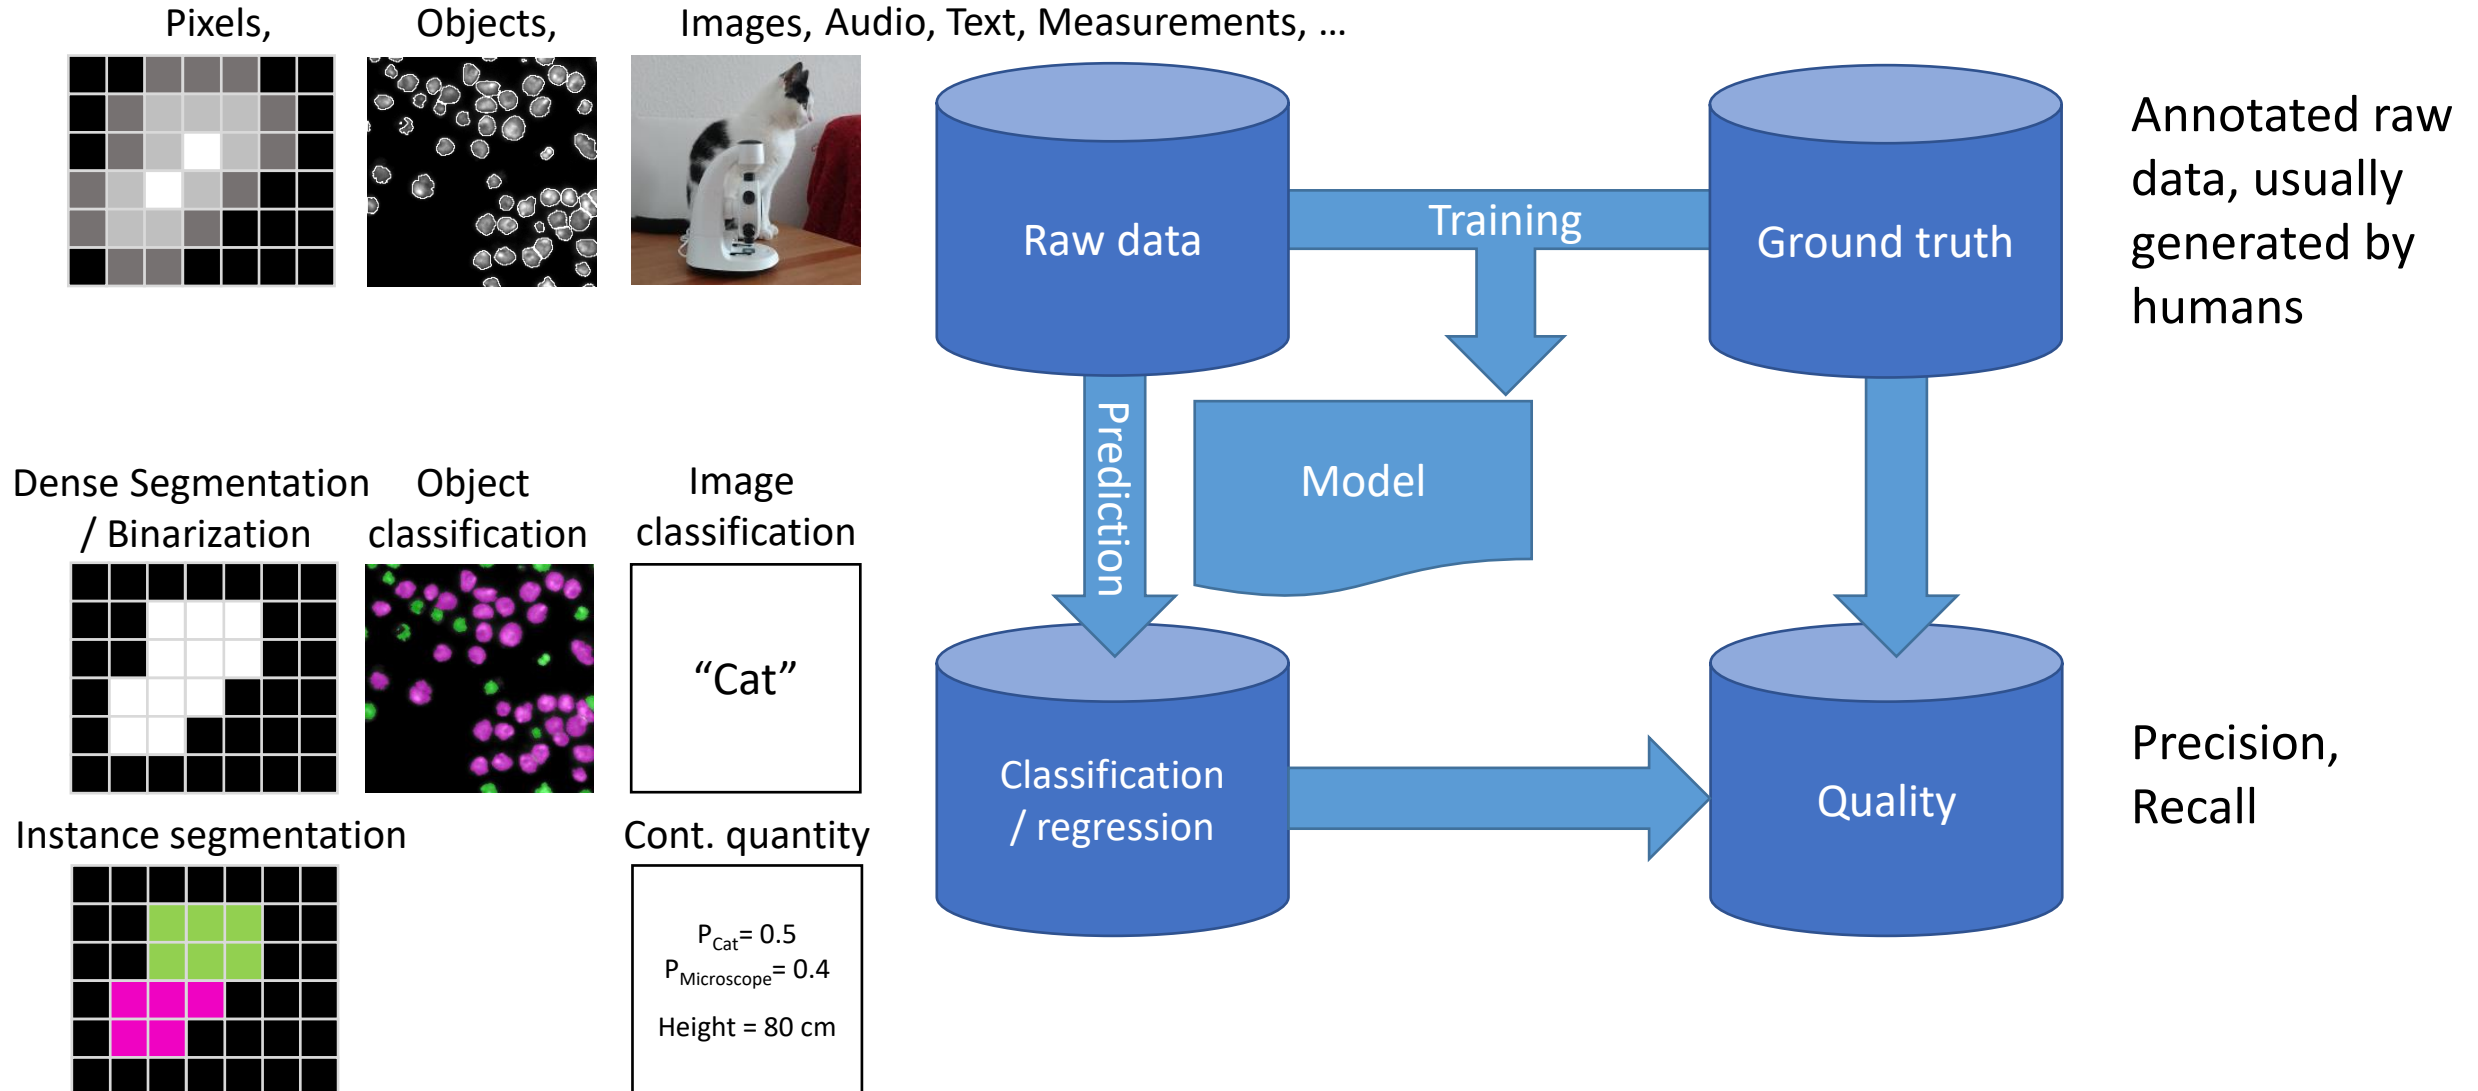 Pixels,
Objects,
Images, Audio, Text, Measurements, ...
Raw data
Training
Ground truth
Annotated raw
data, usually
generated by
humans
Prediction
Model
Dense Segmentation
/ Binarization
Object
classification
Image
classification
“Cat”
Classification
/ regression
Quality
Precision,
Recall
Instance segmentation
Cont. quantity
P_Cat= 0.5
P_Microscope= 0.4
Height = 80 cm